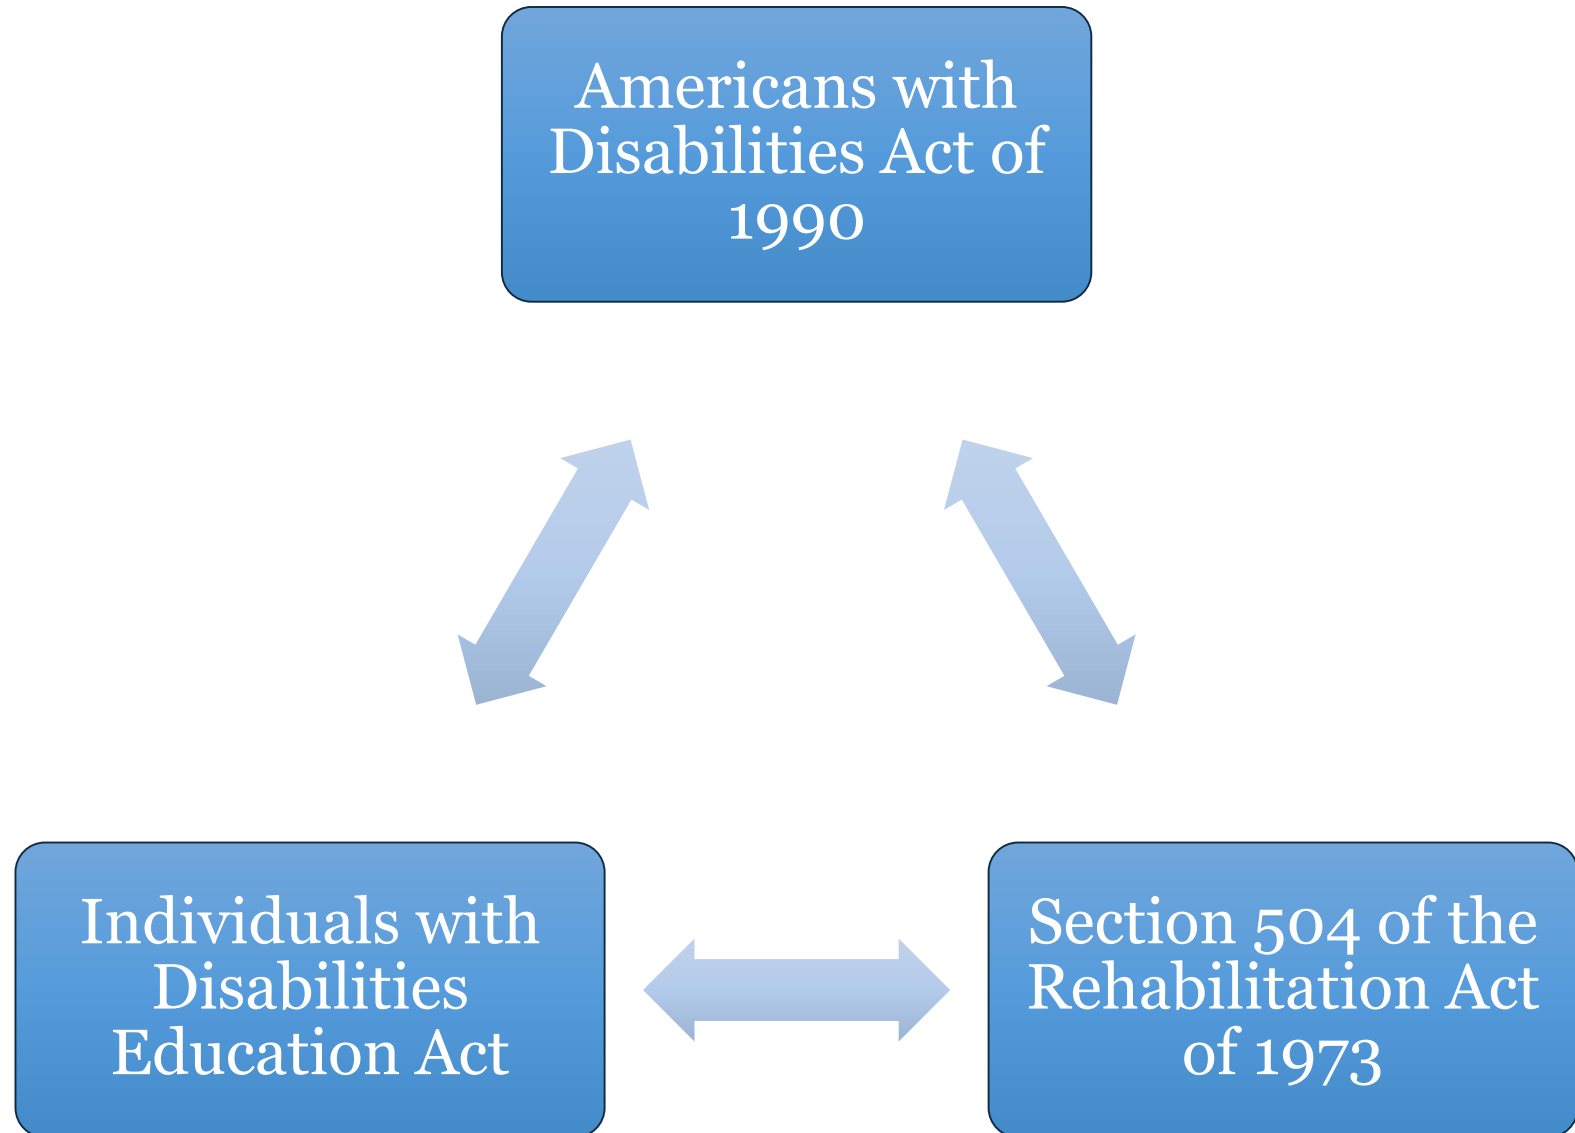 Americans with
Disabilities Act of
1990
Individuals with
Disabilities
Education Act
Section 504 of the
Rehabilitation Act
of 1973